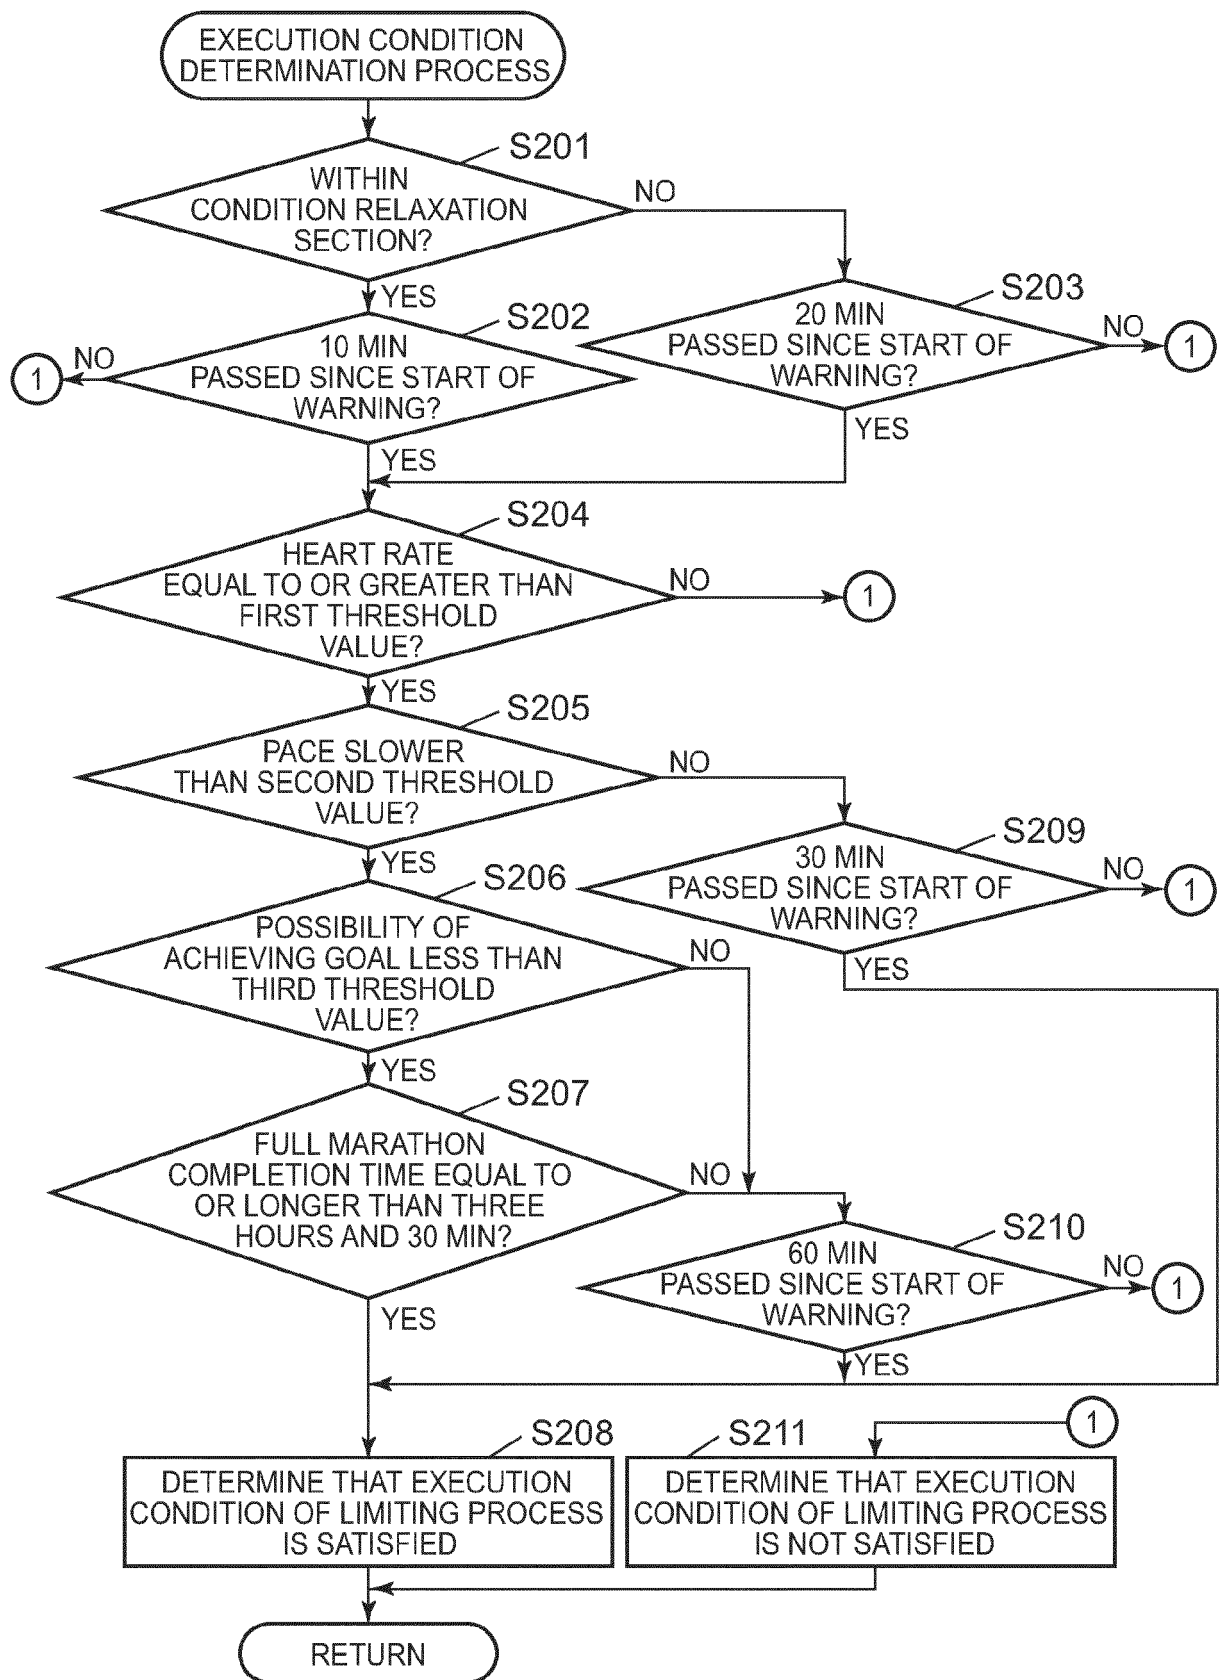 EXECUTION CONDITION
DETERMINATION PROCESS
S201
WITHIN
CONDITION RELAXATION
SECTION?
NO
YES
S203
20 MIN
PASSED SINCE START OF
WARNING?
NO
1
YES
S202
10 MIN
PASSED SINCE START OF
WARNING?
NO
1
YES
S204
HEART RATE
EQUAL TO OR GREATER THAN
FIRST THRESHOLD
VALUE?
NO
1
YES
S205
PACE SLOWER
THAN SECOND THRESHOLD
VALUE?
NO
YES
S209
30 MIN
PASSED SINCE START OF
WARNING?
NO
1
YES
S206
POSSIBILITY OF
ACHIEVING GOAL LESS THAN
THIRD THRESHOLD
VALUE?
NO
YES
S207
FULL MARATHON
COMPLETION TIME EQUAL TO
OR LONGER THAN THREE
HOURS AND 30 MIN?
NO
YES
S210
60 MIN
PASSED SINCE START OF
WARNING?
NO
1
YES
S208
DETERMINE THAT EXECUTION
CONDITION OF LIMITING PROCESS
IS SATISFIED
1
S211
DETERMINE THAT EXECUTION
CONDITION OF LIMITING PROCESS
IS NOT SATISFIED
RETURN